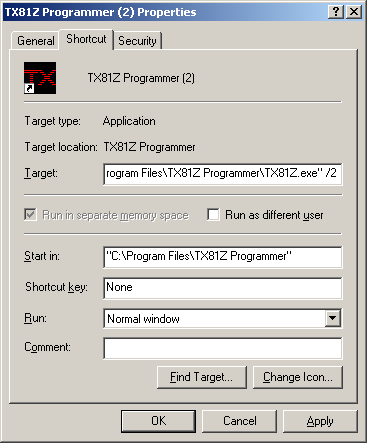 TX81Z Programmer (2) Properties
General Shortcut Security
TX
TX81Z Programmer (2)
Target type: Application
Target location: TX81Z Programmer
Target: rogram Files\TX81Z Programmer\TX81Z.exe" /2
Run in separate memory space Run as different user
Start in: "C:\Program Files\TX81Z Programmer"
Shortcut key: None
Run: Normal window
Comment:
Find Target... Change Icon...
OK Cancel Apply